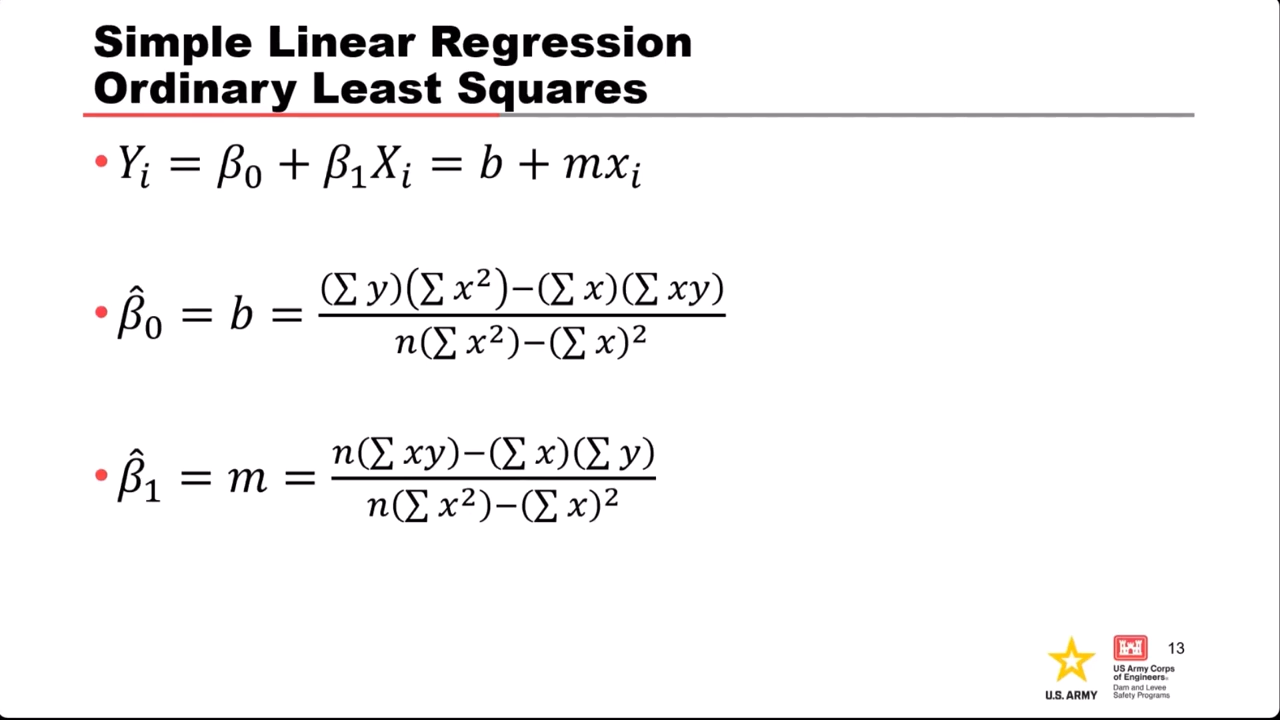 Simple Linear Regression
Ordinary Least Squares
• Yᵢ = β₀ + β₁Xᵢ = b + mxᵢ
• β̂₀ = b = (∑ y)(∑ x²)−(∑ x)(∑ xy) / n(∑ x²)−(∑ x)²
• β̂₁ = m = n(∑ xy)−(∑ x)(∑ y) / n(∑ x²)−(∑ x)²
13
U.S. ARMY
US Army Corps
of Engineers®
Dam and Levee
Safety Programs